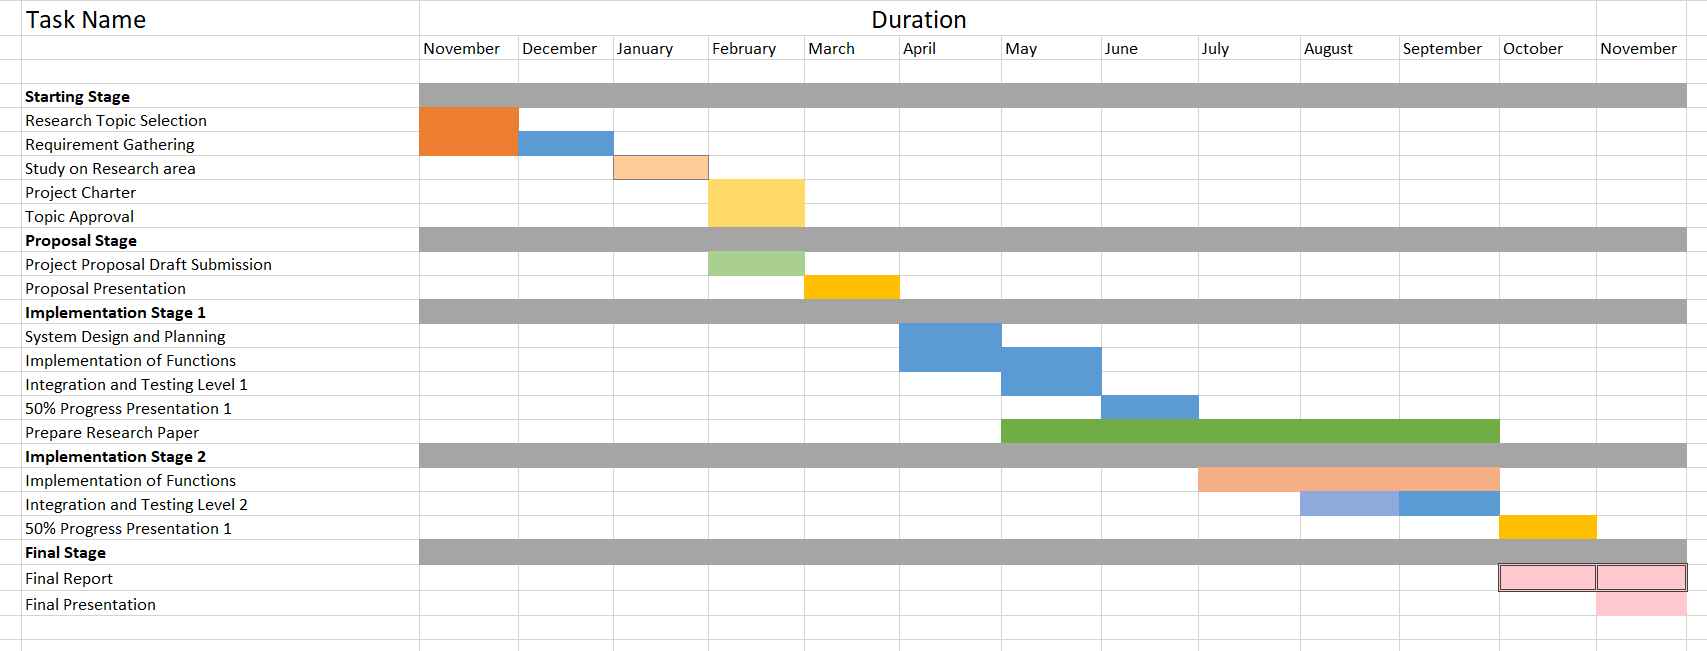 Task Name Duration
November December January February March April May June July August September October November
Starting Stage
Research Topic Selection
Requirement Gathering
Study on Research area
Project Charter
Topic Approval
Proposal Stage
Project Proposal Draft Submission
Proposal Presentation
Implementation Stage 1
System Design and Planning
Implementation of Functions
Integration and Testing Level 1
50% Progress Presentation 1
Prepare Research Paper
Implementation Stage 2
Implementation of Functions
Integration and Testing Level 2
50% Progress Presentation 1
Final Stage
Final Report
Final Presentation